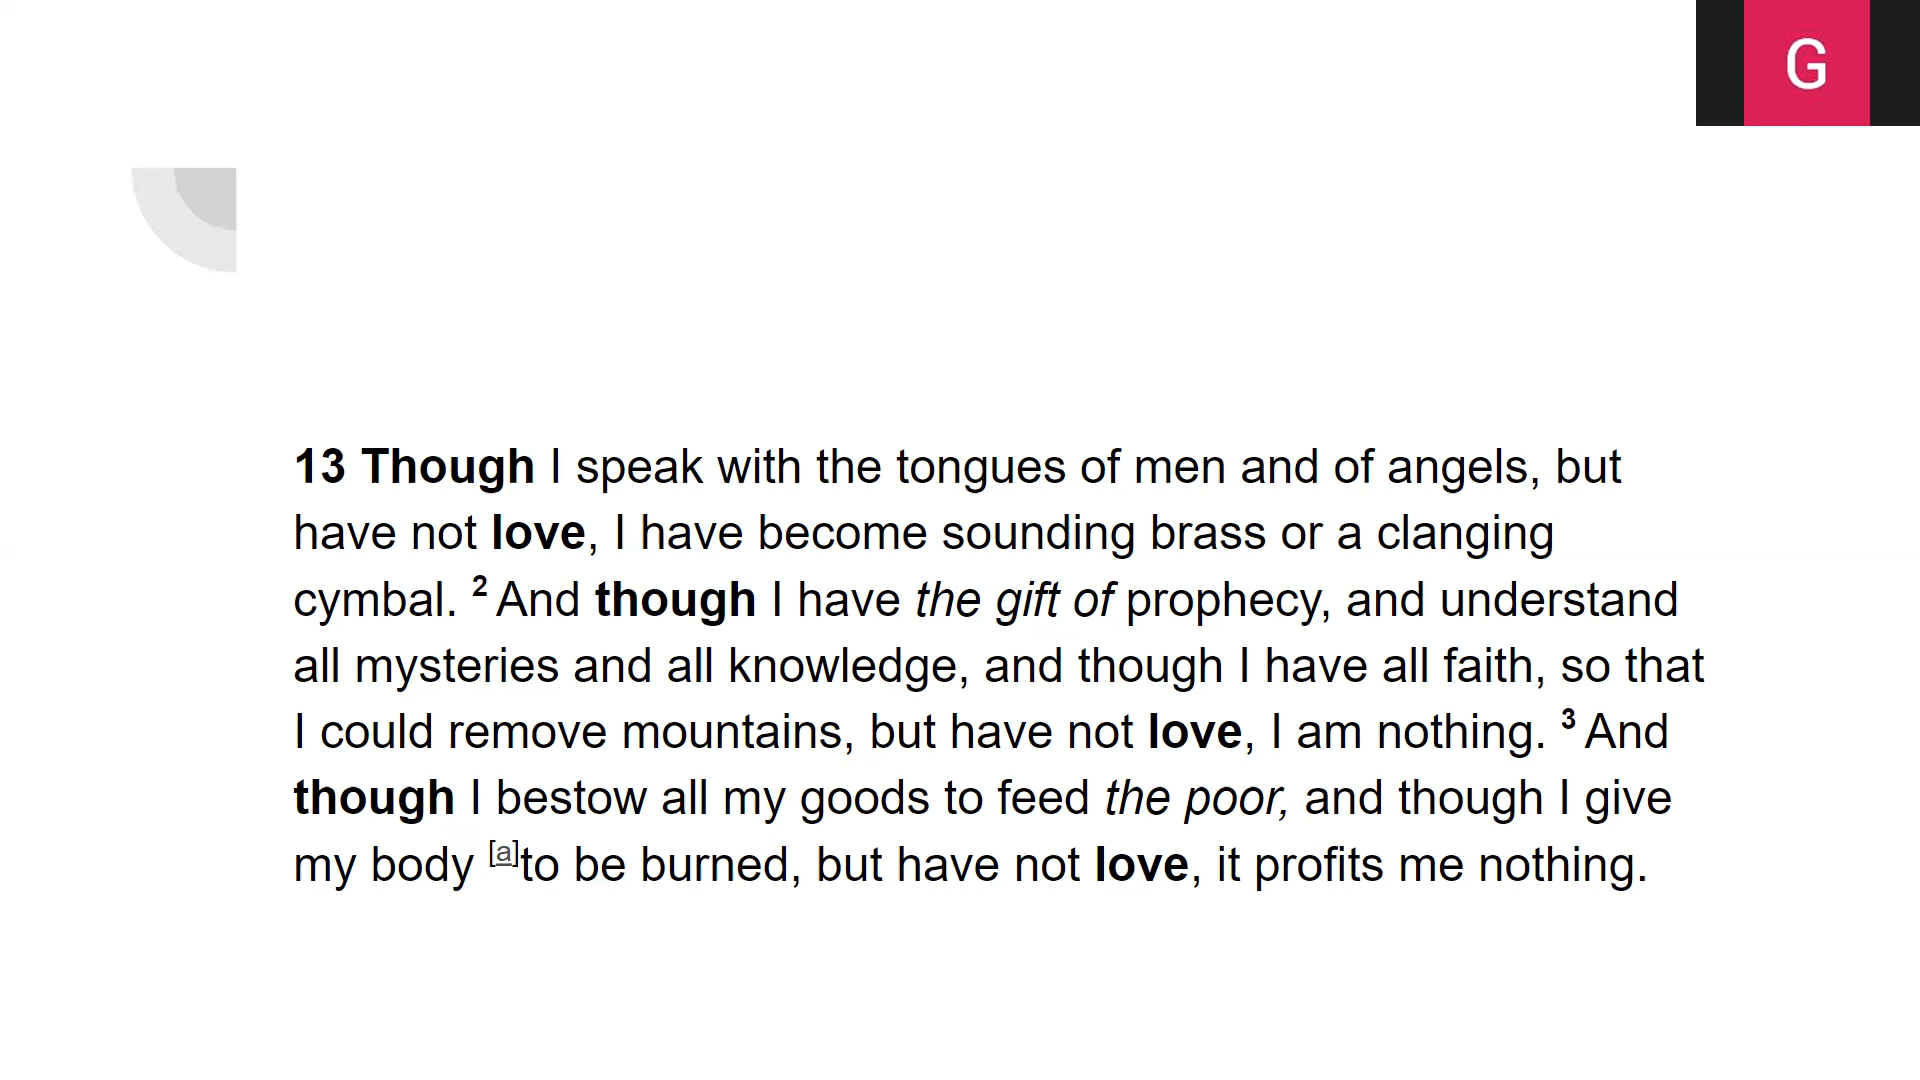 G
13 Though I speak with the tongues of men and of angels, but
have not love, I have become sounding brass or a clanging
cymbal. 2 And though I have the gift of prophecy, and understand
all mysteries and all knowledge, and though I have all faith, so that
I could remove mountains, but have not love, I am nothing. 3 And
though I bestow all my goods to feed the poor, and though I give
my body [a]to be burned, but have not love, it profits me nothing.